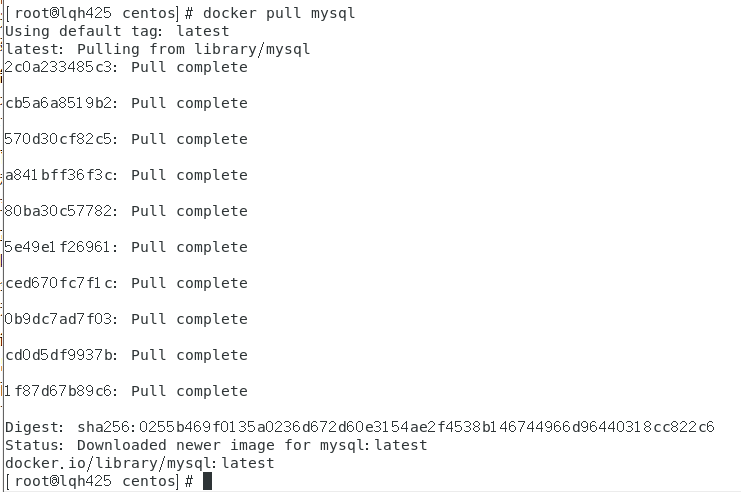 [root@lqh425 centos]# docker pull mysql
Using default tag: latest
latest: Pulling from library/mysql
2c0a233485c3: Pull complete
cb5a6a8519b2: Pull complete
570d30cf82c5: Pull complete
a841bff36f3c: Pull complete
80ba30c57782: Pull complete
5e49e1f26961: Pull complete
ced670fc7f1c: Pull complete
0b9dc7ad7f03: Pull complete
cd0d5df9937b: Pull complete
1f87d67b89c6: Pull complete
Digest: sha256:0255b469f0135a0236d672d60e3154ae2f4538b146744966d96440318cc822c6
Status: Downloaded newer image for mysql:latest
docker.io/library/mysql:latest
[root@lqh425 centos]#